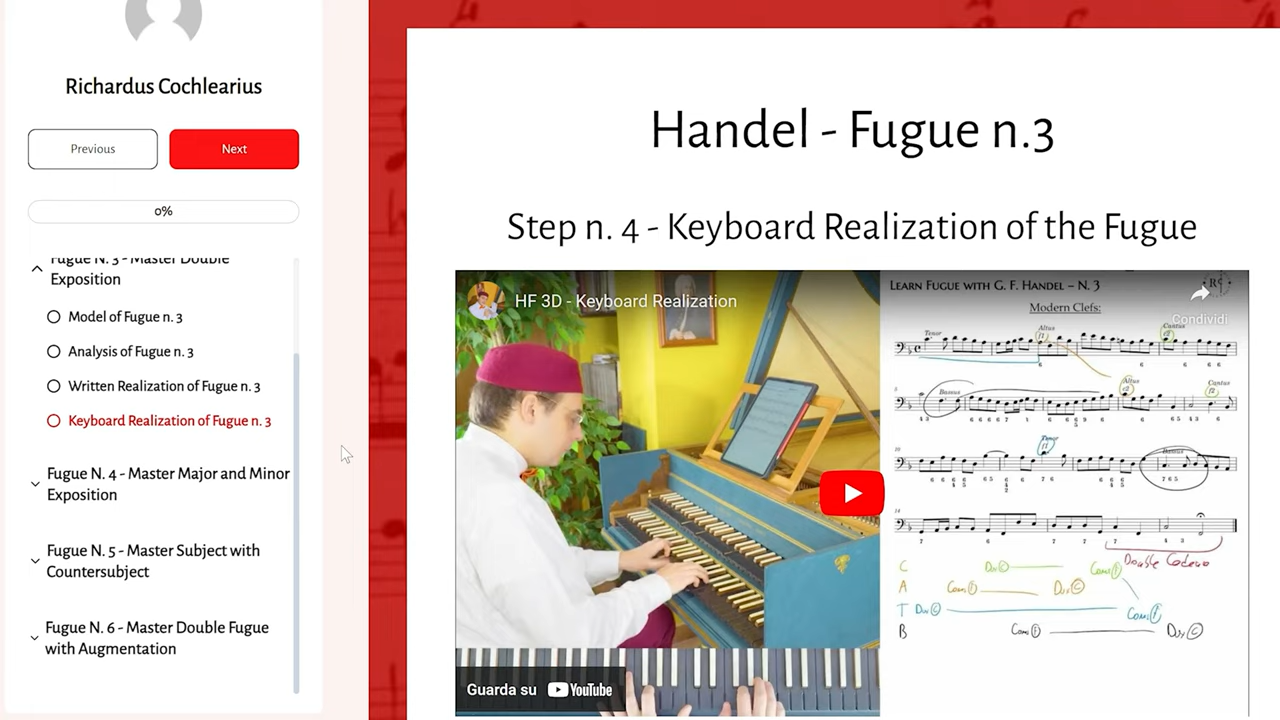 Richardus Cochlearius
Previous
Next
0%
Fugue N. 3 - Master Double
Exposition
Model of Fugue n. 3
Analysis of Fugue n. 3
Written Realization of Fugue n. 3
Keyboard Realization of Fugue n. 3
Fugue N. 4 - Master Major and Minor
Exposition
Fugue N. 5 - Master Subject with
Countersubject
Fugue N. 6 - Master Double Fugue
with Augmentation
Handel - Fugue n.3
Step n. 4 - Keyboard Realization of the Fugue
HF 3D - Keyboard Realization
LEARN FUGUE WITH G. F. HANDEL – N. 3
Modern Clefs:
Condividi
Tenor
Altus
Cantus
Bassus
Altus
Cantus
Tenor
Bassus
Double Cadence
C
A
T
B
Guarda su
YouTube